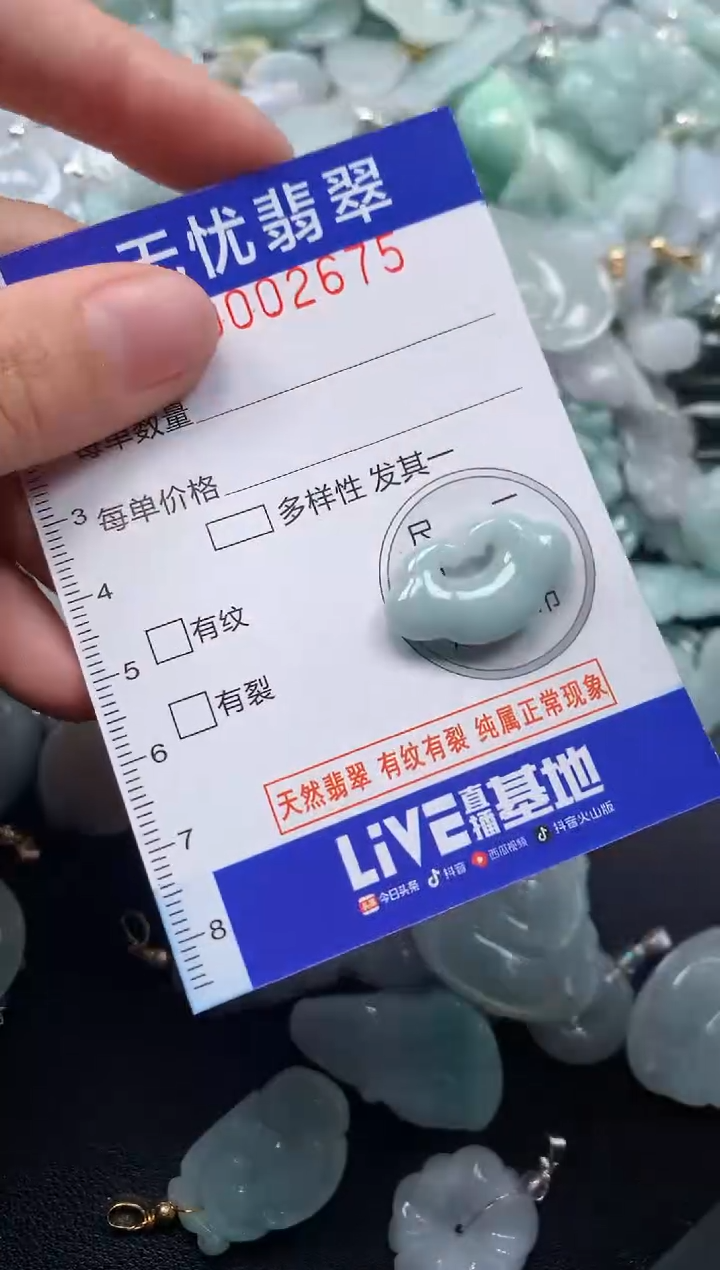 无忧翡翠
002675
每单数量
3 每单价格
多样性 发其一
尺
4
有纹
5
有裂
6
天然翡翠 有纹有裂 纯属正常现象
7
LiVE直播基地
今日头条 抖音 西瓜视频 抖音火山版
8